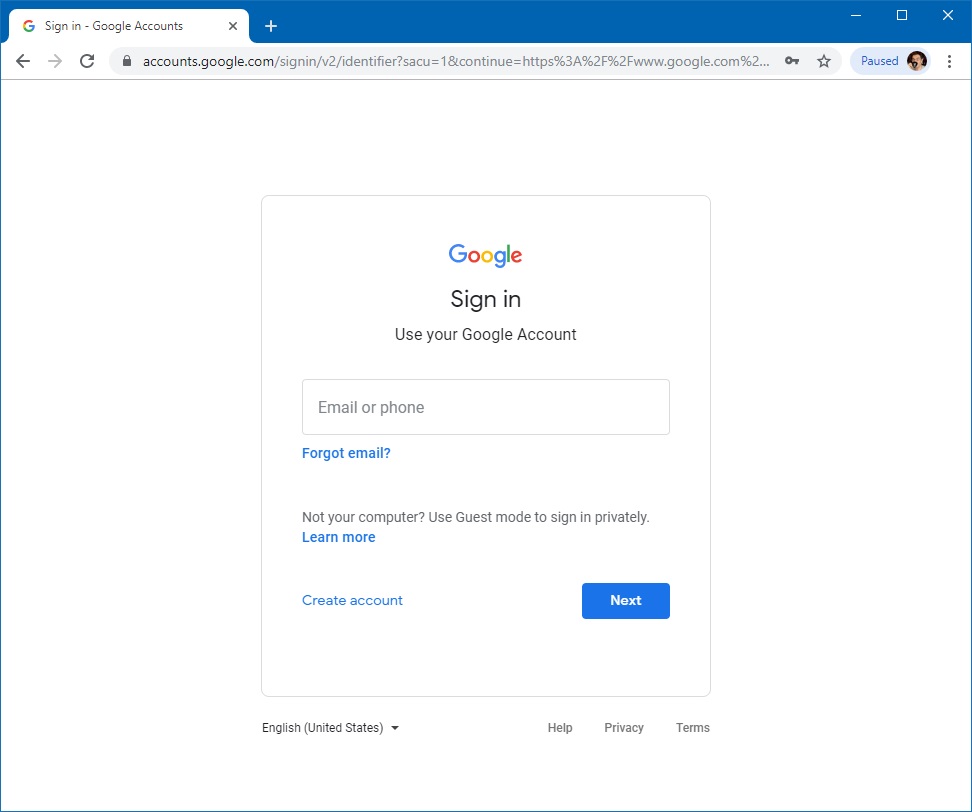 Sign in - Google Accounts
accounts.google.com/signin/v2/identifier?sacu=1&continue=https%3A%2F%2Fwww.google.com%2...
Paused
Google
Sign in
Use your Google Account
Email or phone
Forgot email?
Not your computer? Use Guest mode to sign in privately.
Learn more
Create account
Next
English (United States)
Help
Privacy
Terms